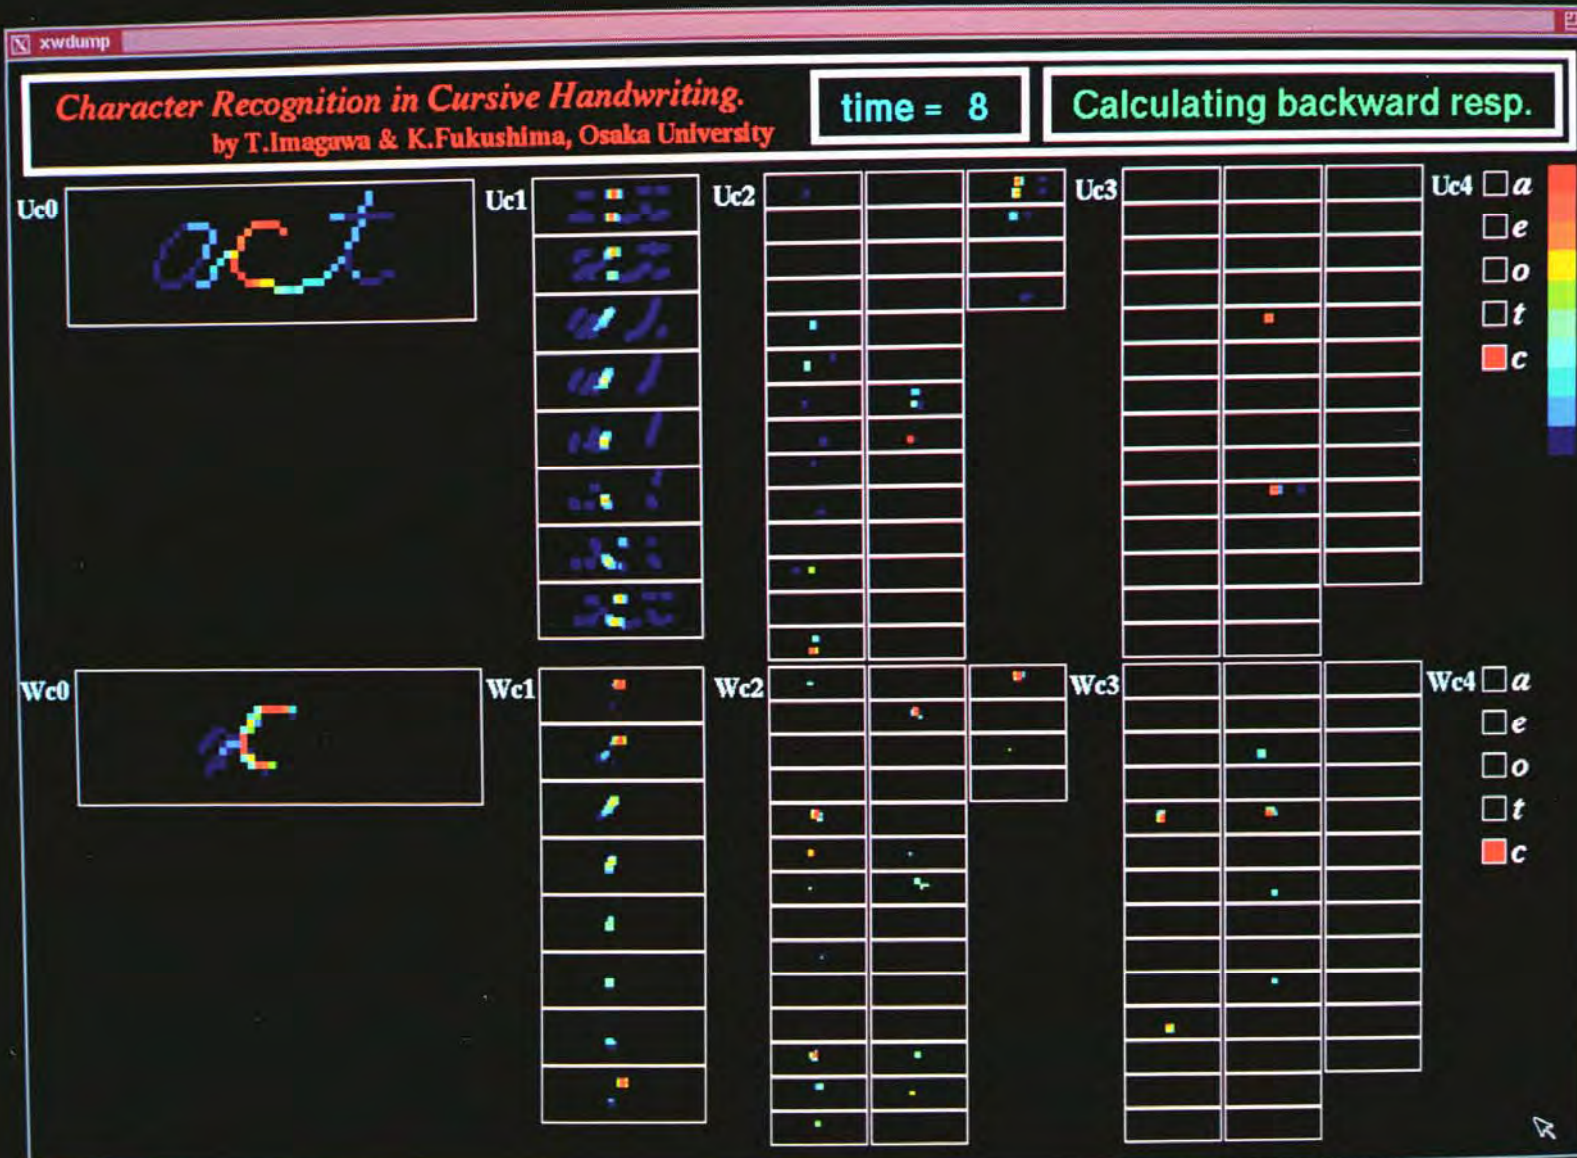 xwdump
Character Recognition in Cursive Handwriting.
by T.Imagawa & K.Fukushima, Osaka University
time = 8
Calculating backward resp.
Uc0
act
Uc1
Uc2
Uc3
Uc4
a
e
o
t
c
Wc0
c
Wc1
Wc2
Wc3
Wc4
a
e
o
t
c